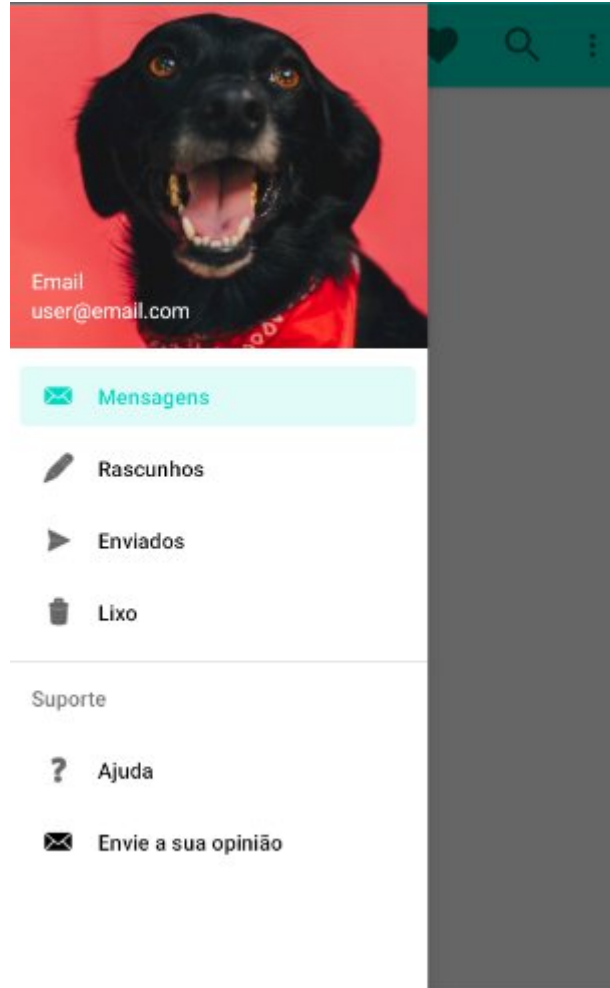 Email
user@email.com
Mensagens
Rascunhos
Enviados
Lixo
Suporte
Ajuda
Envie a sua opinião